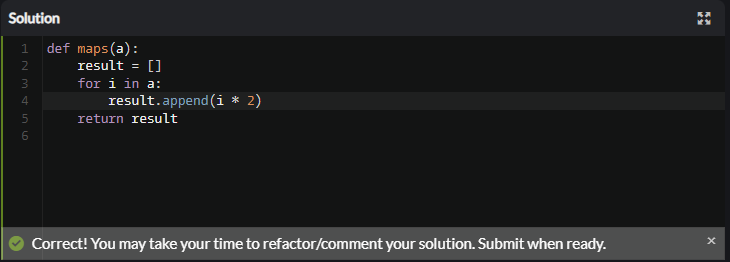 Solution
1 def maps(a):
2     result = []
3     for i in a:
4         result.append(i * 2)
5     return result
6
Correct! You may take your time to refactor/comment your solution. Submit when ready. ×